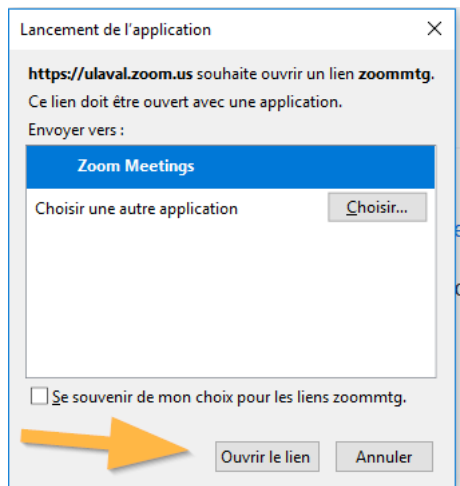 Lancement de l'application
https://ulaval.zoom.us souhaite ouvrir un lien zoommtg.
Ce lien doit être ouvert avec une application.
Envoyer vers :
Zoom Meetings
Choisir une autre application Choisir...
Se souvenir de mon choix pour les liens zoommtg.
Ouvrir le lien Annuler